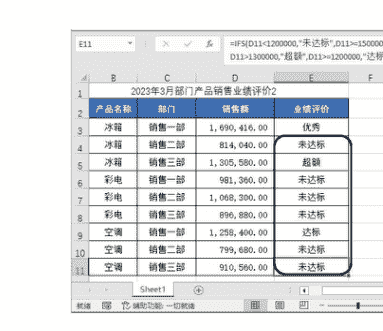 E11 fx =IFS(D11<1200000,"未达标",D11>=15000
D11>1300000,"超额",D11>=1200000,"达标
B C D E F
1 2023年3月部门产品销售业绩评价2
2 产品名称 部门 销售额 业绩评价
3 冰箱 销售一部 1,690,416.00 优秀
4 冰箱 销售二部 814,040.00 未达标
5 冰箱 销售三部 1,305,580.00 超额
6 彩电 销售一部 981,360.00 未达标
7 彩电 销售二部 1,068,300.00 未达标
8 彩电 销售三部 896,880.00 未达标
9 空调 销售一部 1,258,400.00 达标
10 空调 销售二部 799,680.00 未达标
11 空调 销售三部 910,560.00 未达标
Sheet1
就绪 辅助功能: 一切就绪